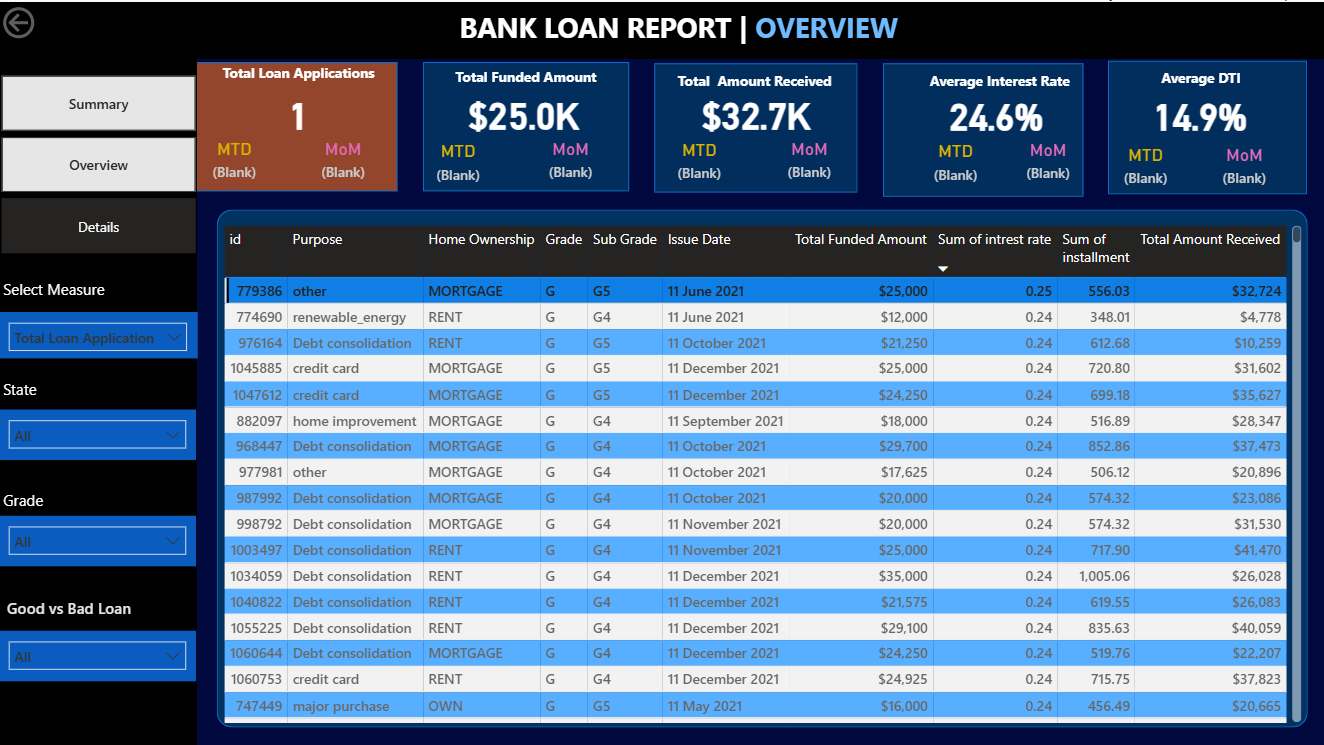 BANK LOAN REPORT | OVERVIEW
Total Loan Applications
1
MTD MoM
(Blank) (Blank)
Total Funded Amount
$25.0K
MTD MoM
(Blank) (Blank)
Total Amount Received
$32.7K
MTD MoM
(Blank) (Blank)
Average Interest Rate
24.6%
MTD MoM
(Blank) (Blank)
Average DTI
14.9%
MTD MoM
(Blank) (Blank)
Summary
Overview
Details
Select Measure
Total Loan Application
State
All
Grade
All
Good vs Bad Loan
All
id Purpose Home Ownership Grade Sub Grade Issue Date Total Funded Amount Sum of intrest rate Sum of installment Total Amount Received
779386 other MORTGAGE G G5 11 June 2021 $25,000 0.25 556.03 $32,724
774690 renewable_energy RENT G G4 11 June 2021 $12,000 0.24 348.01 $4,778
976164 Debt consolidation RENT G G5 11 October 2021 $21,250 0.24 612.68 $10,259
1045885 credit card MORTGAGE G G5 11 December 2021 $25,000 0.24 720.80 $31,602
1047612 credit card MORTGAGE G G5 11 December 2021 $24,250 0.24 699.18 $35,627
882097 home improvement MORTGAGE G G4 11 September 2021 $18,000 0.24 516.89 $28,347
968447 Debt consolidation MORTGAGE G G4 11 October 2021 $29,700 0.24 852.86 $37,473
977981 other MORTGAGE G G4 11 October 2021 $17,625 0.24 506.12 $20,896
987992 Debt consolidation MORTGAGE G G4 11 October 2021 $20,000 0.24 574.32 $23,086
998792 Debt consolidation MORTGAGE G G4 11 November 2021 $20,000 0.24 574.32 $31,530
1003497 Debt consolidation RENT G G4 11 November 2021 $25,000 0.24 717.90 $41,470
1034059 Debt consolidation RENT G G4 11 December 2021 $35,000 0.24 1,005.06 $26,028
1040822 Debt consolidation RENT G G4 11 December 2021 $21,575 0.24 619.55 $26,083
1055225 Debt consolidation RENT G G4 11 December 2021 $29,100 0.24 835.63 $40,059
1060644 Debt consolidation MORTGAGE G G4 11 December 2021 $24,250 0.24 519.76 $22,207
1060753 credit card RENT G G4 11 December 2021 $24,925 0.24 715.75 $37,823
747449 major purchase OWN G G5 11 May 2021 $16,000 0.24 456.49 $20,665